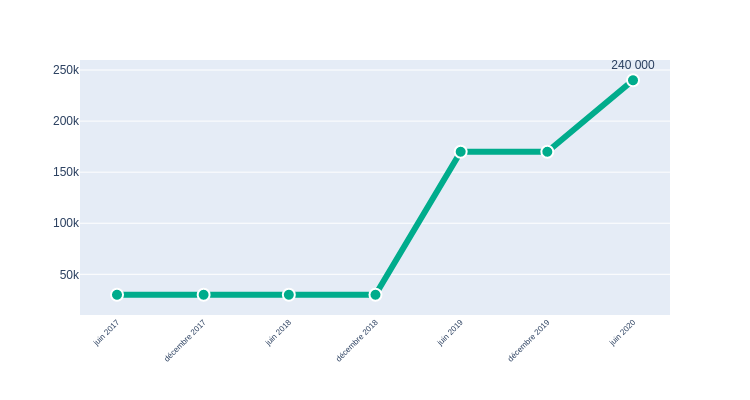 240 000
250k
200k
150k
100k
50k
juin 2017
décembre 2017
juin 2018
décembre 2018
juin 2019
décembre 2019
juin 2020